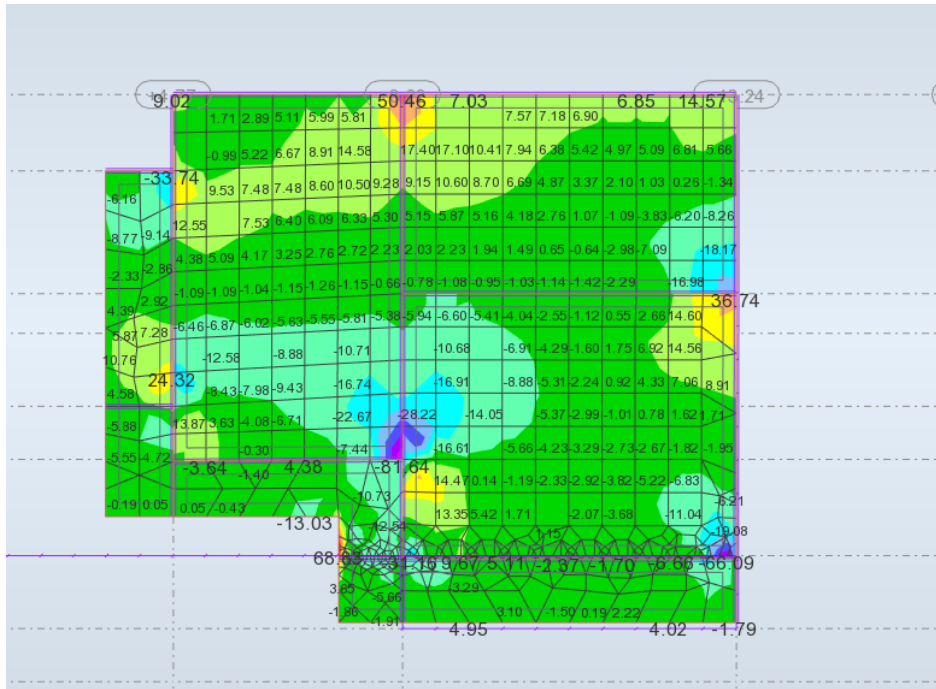 9.02 50.46 7.03 6.85 14.57 .24
1.71 2.89 5.11 5.99 5.81 7.57 7.18 6.90
-0.99 5.22 6.67 8.91 14.58 17.40 17.10 10.41 7.94 6.38 5.42 4.97 5.09 6.81 5.66
-33.74
9.53 7.48 7.48 8.60 10.50 9.28 9.15 10.60 8.70 6.69 4.87 3.37 2.10 1.03 0.26 -1.34
-6.16
12.55 7.53 6.40 6.09 6.33 5.30 5.15 5.87 5.16 4.18 2.76 1.07 -1.09 -3.83 -6.20 -8.26
-8.77 -9.14
4.38 5.09 4.17 3.25 2.76 2.72 2.23 2.03 2.23 1.94 1.49 0.65 -0.64 -2.98 -7.09 -18.17
-2.33 -2.86
-1.09 -1.09 -1.04 -1.15 -1.26 -1.15 -0.66 -0.78 -1.08 -0.95 -1.03 -1.14 -1.42 -2.29 -16.98
2.92 36.74
4.39
-6.46 -6.87 -6.02 -5.63 -5.55 -5.81 -5.38 -5.94 -6.60 -5.41 -4.04 -2.55 -1.12 0.55 2.66 14.60
5.87 7.28
10.76 -12.58 -8.88 -10.71 -10.68 -6.91 -4.29 -1.60 1.75 6.92 14.56
24.32
4.58 -8.43 -7.98 -9.43 -16.74 -16.91 -8.88 -5.31 -2.24 0.92 4.33 7.06 8.91
-5.88 13.87 3.63 -4.08 -6.71 -22.67 -28.22 -14.05 -5.37 -2.99 -1.01 0.78 1.62 1.71
-5.55 -4.72 -0.30 -7.44 -16.61 -5.66 -4.23 -3.29 -2.73 -2.67 -1.82 -1.95
-3.64 4.38 -81.64
-1.40 14.47 0.14 -1.19 -2.33 -2.92 -3.82 -5.22 -6.83
-10.73 -6.21
-0.19 0.05 0.05 -0.43 13.35 5.42 1.71 -2.07 -3.68 -11.04
-13.03 -12.54 1.15 -19.08
68.63 -31.16 9.67 5.11 -2.37 -1.70 -6.66 -66.09
3.65 -5.66 -3.29
-1.86 -1.91 3.10 -1.50 0.19 2.22
4.95 4.02 -1.79